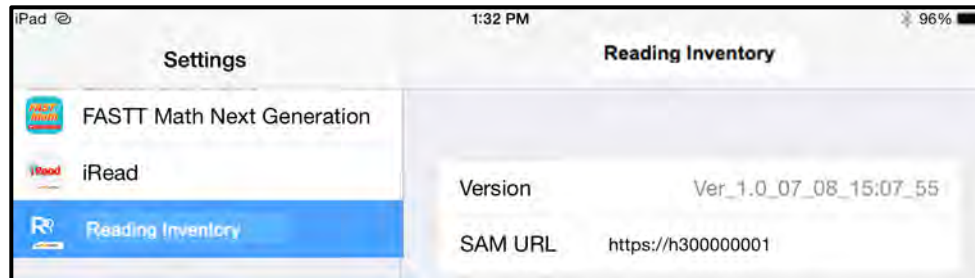 iPad 1:32 PM 96%
Settings
Reading Inventory
FASTT Math Next Generation
iRead
Reading Inventory
Version Ver_1.0_07_08_15:07_55
SAM URL https://h300000001